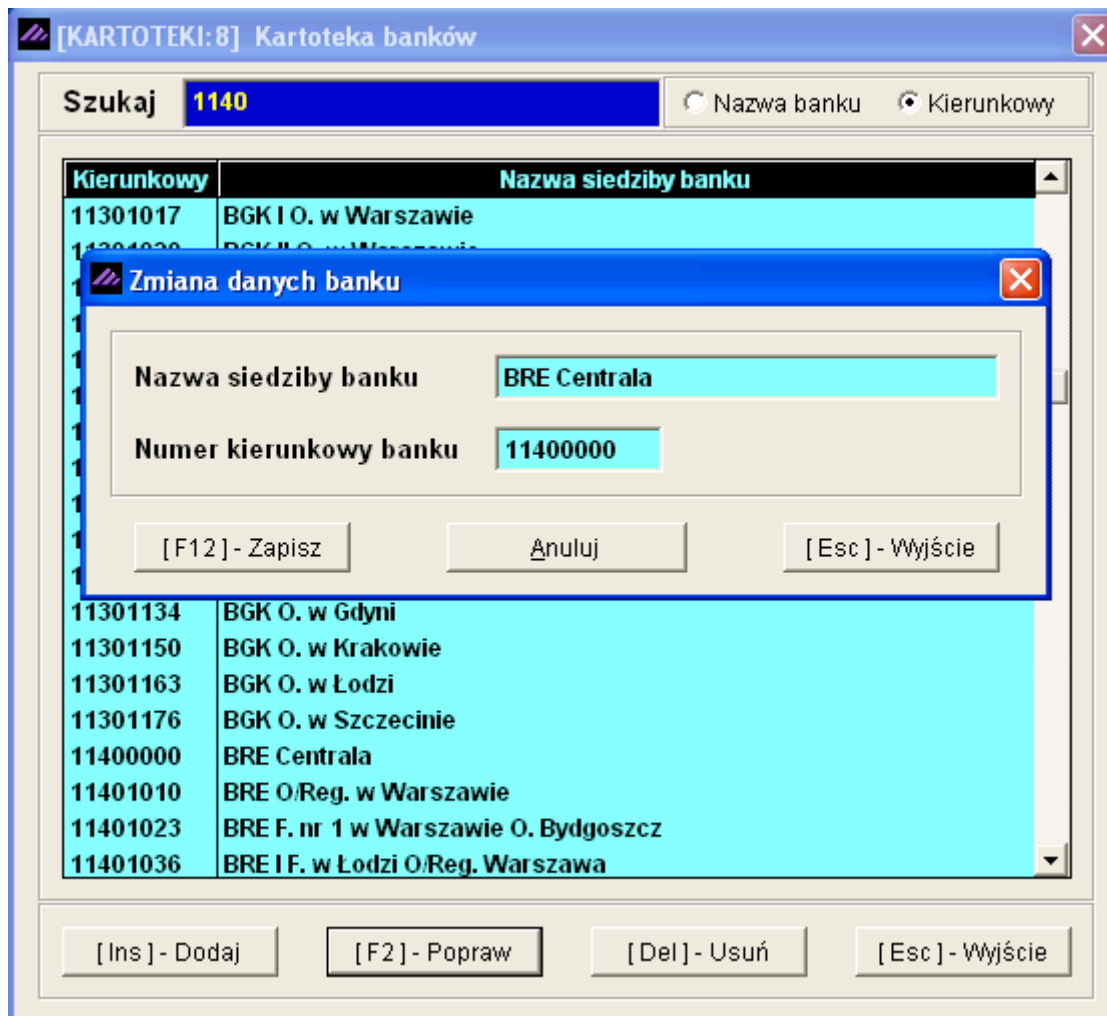 [KARTOTEKI:8] Kartoteka banków
Szukaj 1140 Nazwa banku Kierunkowy
Kierunkowy Nazwa siedziby banku
11301017 BGK I O. w Warszawie
Zmiana danych banku
Nazwa siedziby banku BRE Centrala
Numer kierunkowy banku 11400000
[ F12 ] - Zapisz Anuluj [ Esc ] - Wyjście
11301134 BGK O. w Gdyni
11301150 BGK O. w Krakowie
11301163 BGK O. w Łodzi
11301176 BGK O. w Szczecinie
11400000 BRE Centrala
11401010 BRE O/Reg. w Warszawie
11401023 BRE F. nr 1 w Warszawie O. Bydgoszcz
11401036 BRE I F. w Łodzi O/Reg. Warszawa
[ Ins ] - Dodaj [ F2 ] - Popraw [ Del ] - Usuń [ Esc ] - Wyjście